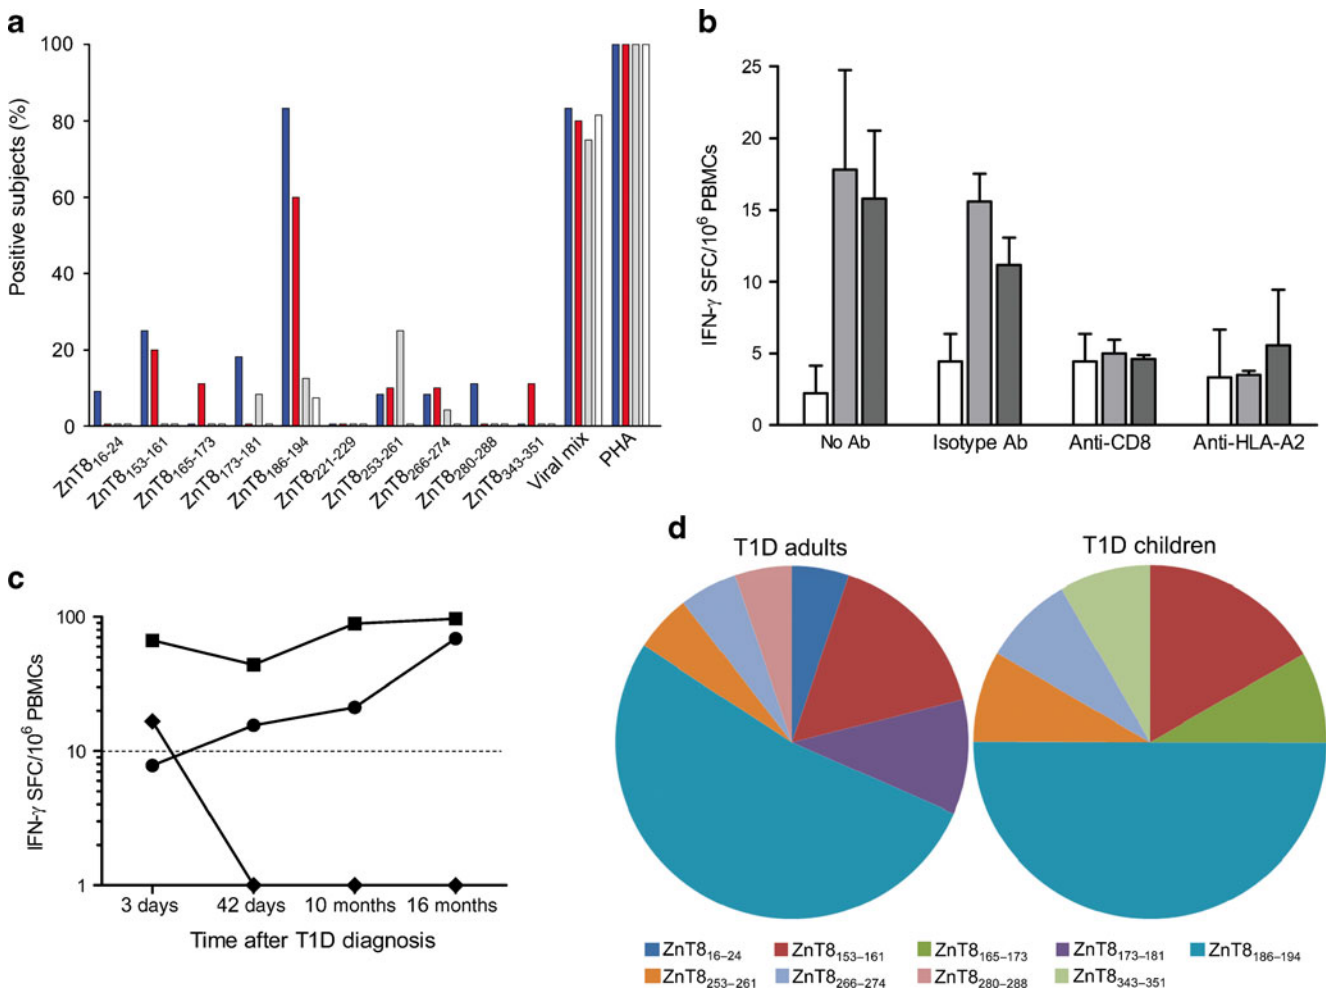 a
Positive subjects (%)
100
80
60
40
20
0
ZnT8₁₆₋₂₄
ZnT8₁₅₃₋₁₆₁
ZnT8₁₆₅₋₁₇₃
ZnT8₁₇₃₋₁₈₁
ZnT8₁₈₆₋₁₉₄
ZnT8₂₂₁₋₂₂₉
ZnT8₂₅₃₋₂₆₁
ZnT8₂₆₆₋₂₇₄
ZnT8₂₈₀₋₂₈₈
ZnT8₃₄₃₋₃₅₁
Viral mix
PHA
b
IFN-γ SFC/10⁶ PBMCs
25
20
15
10
5
0
No Ab
Isotype Ab
Anti-CD8
Anti-HLA-A2
c
IFN-γ SFC/10⁶ PBMCs
100
10
1
3 days
42 days
10 months
16 months
Time after T1D diagnosis
d
T1D adults
T1D children
ZnT8₁₆₋₂₄
ZnT8₁₅₃₋₁₆₁
ZnT8₁₆₅₋₁₇₃
ZnT8₁₇₃₋₁₈₁
ZnT8₁₈₆₋₁₉₄
ZnT8₂₅₃₋₂₆₁
ZnT8₂₆₆₋₂₇₄
ZnT8₂₈₀₋₂₈₈
ZnT8₃₄₃₋₃₅₁